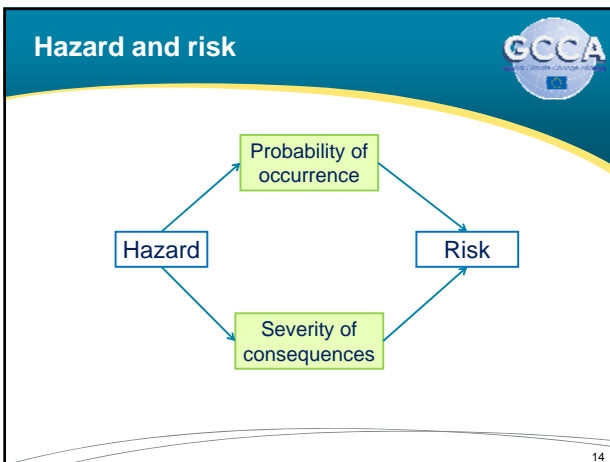 Hazard and risk
GCCA
Probability of
occurrence
Hazard
Risk
Severity of
consequences
14